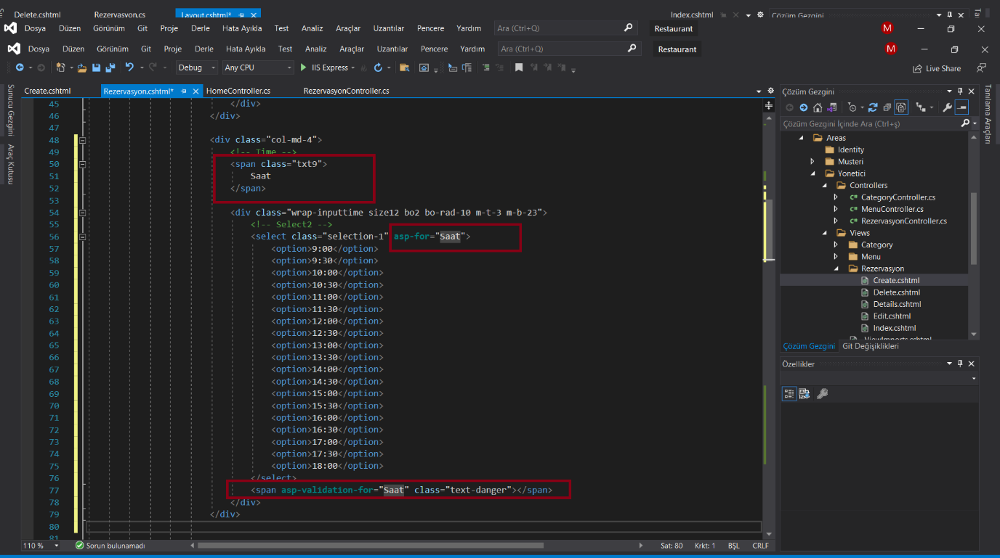 Delete.cshtml Rezervasvon.cs Layout.cshtml* Index.cshtml Çözüm Gezgini
Dosya Düzen Görünüm Git Proje Derle Hata Ayıkla Test Analiz Araçlar Uzantılar Pencere Yardım Ara (Ctrl+Q) Restaurant M
Dosya Düzen Görünüm Git Proje Derle Hata Ayıkla Test Analiz Araçlar Uzantılar Pencere Yardım Ara (Ctrl+Q) Restaurant M
Debug Any CPU IIS Express Live Share
Sunucu Gezgini
Araç Kutusu
Create.cshtml Rezervasyon.cshtml* HomeController.cs RezervasyonController.cs
45 </div>
46 </div>
47
48 <div class="col-md-4">
49 <!-- Time -->
50 <span class="txt9">
51 Saat
52 </span>
53
54 <div class="wrap-inputtime size12 bo2 bo-rad-10 m-t-3 m-b-23">
55 <!-- Select2 -->
56 <select class="selection-1" asp-for="Saat">
57 <option>9:00</option>
58 <option>9:30</option>
59 <option>10:00</option>
60 <option>10:30</option>
61 <option>11:00</option>
62 <option>11:30</option>
63 <option>12:00</option>
64 <option>12:30</option>
65 <option>13:00</option>
66 <option>13:30</option>
67 <option>14:00</option>
68 <option>14:30</option>
69 <option>15:00</option>
70 <option>15:30</option>
71 <option>16:00</option>
72 <option>16:30</option>
73 <option>17:00</option>
74 <option>17:30</option>
75 <option>18:00</option>
76 </select>
77 <span asp-validation-for="Saat" class="text-danger"></span>
78 </div>
79 </div>
80
81
110 % Sorun bulunamadı Sat: 80 Krkt: 1 BŞL CRLF
Çözüm Gezgini
Çözüm Gezgini İçinde Ara (Ctrl+ş)
Areas
Identity
Musteri
Yonetici
Controllers
C# CategoryController.cs
C# MenuController.cs
C# RezervasyonController.cs
Views
Category
Menu
Rezervasyon
Create.cshtml
Delete.cshtml
Details.cshtml
Edit.cshtml
Index.cshtml
_ViewImports.cshtml
Çözüm Gezgini Git Değişiklikleri
Özellikler
Tanılama Araçları